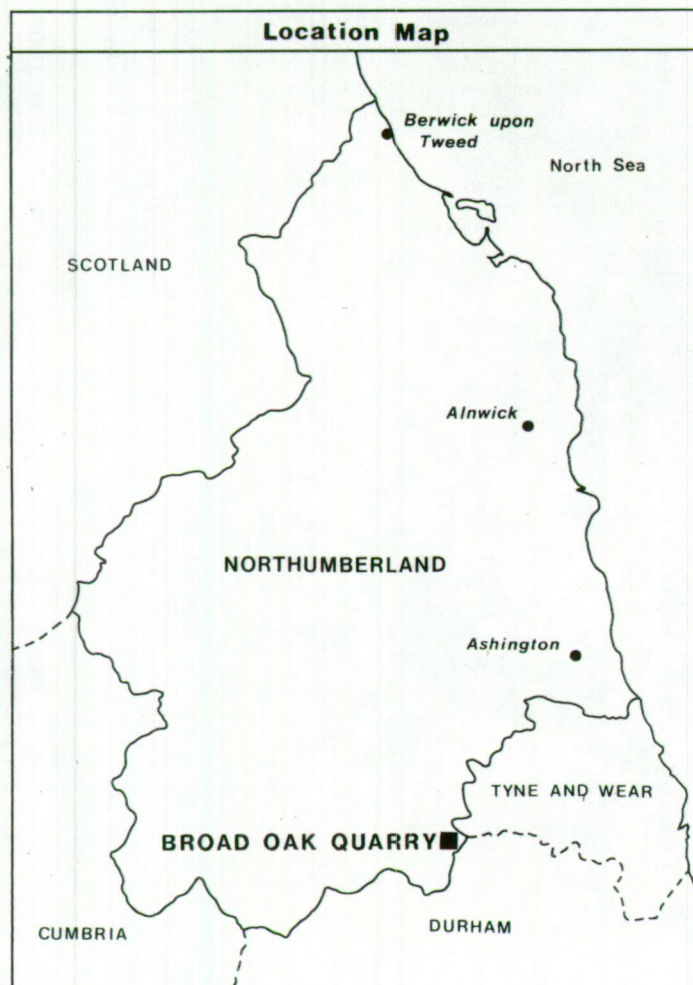 Location Map
Berwick upon
Tweed
North Sea
SCOTLAND
Alnwick
NORTHUMBERLAND
Ashington
TYNE AND WEAR
BROAD OAK QUARRY
CUMBRIA
DURHAM